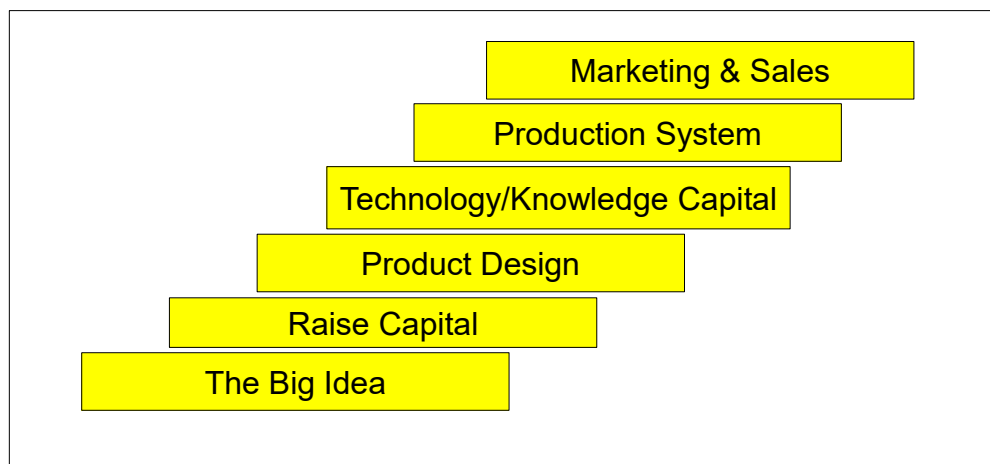 Marketing & Sales
Production System
Technology/Knowledge Capital
Product Design
Raise Capital
The Big Idea